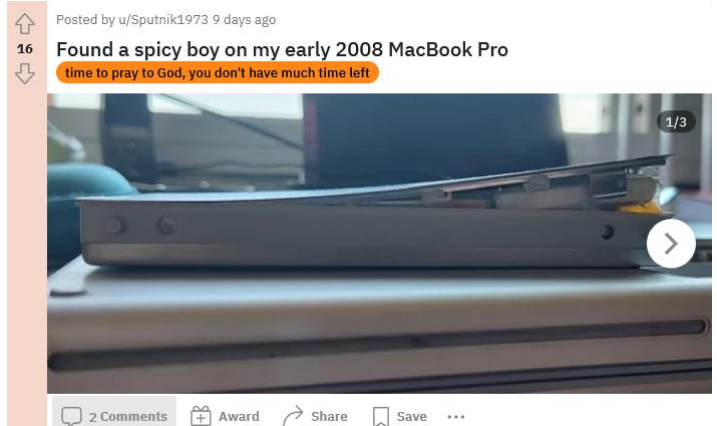 Posted by u/Sputnik1973 9 days ago
16
Found a spicy boy on my early 2008 MacBook Pro
time to pray to God, you don't have much time left
1/3
2 Comments
Award
Share
Save